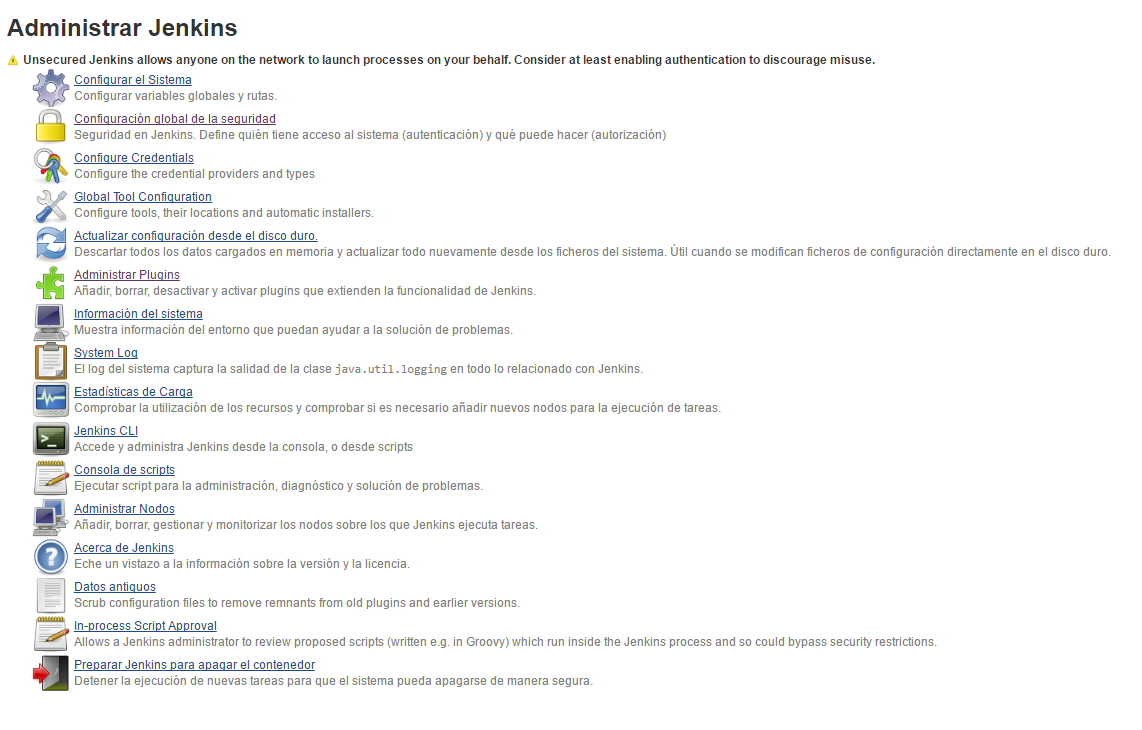 Administrar Jenkins
Unsecured Jenkins allows anyone on the network to launch processes on your behalf. Consider at least enabling authentication to discourage misuse.
Configurar el Sistema
Configurar variables globales y rutas.
Configuración global de la seguridad
Seguridad en Jenkins. Define quién tiene acceso al sistema (autenticación) y qué puede hacer (autorización)
Configure Credentials
Configure the credential providers and types
Global Tool Configuration
Configure tools, their locations and automatic installers.
Actualizar configuración desde el disco duro.
Descartar todos los datos cargados en memoria y actualizar todo nuevamente desde los ficheros del sistema. Útil cuando se modifican ficheros de configuración directamente en el disco duro.
Administrar Plugins
Añadir, borrar, desactivar y activar plugins que extienden la funcionalidad de Jenkins.
Información del sistema
Muestra información del entorno que puedan ayudar a la solución de problemas.
System Log
El log del sistema captura la salidad de la clase java.util.logging en todo lo relacionado con Jenkins.
Estadísticas de Carga
Comprobar la utilización de los recursos y comprobar si es necesario añadir nuevos nodos para la ejecución de tareas.
Jenkins CLI
Accede y administra Jenkins desde la consola, o desde scripts
Consola de scripts
Ejecutar script para la administración, diagnóstico y solución de problemas.
Administrar Nodos
Añadir, borrar, gestionar y monitorizar los nodos sobre los que Jenkins ejecuta tareas.
Acerca de Jenkins
Eche un vistazo a la información sobre la versión y la licencia.
Datos antiguos
Scrub configuration files to remove remnants from old plugins and earlier versions.
In-process Script Approval
Allows a Jenkins administrator to review proposed scripts (written e.g. in Groovy) which run inside the Jenkins process and so could bypass security restrictions.
Preparar Jenkins para apagar el contenedor
Detener la ejecución de nuevas tareas para que el sistema pueda apagarse de manera segura.